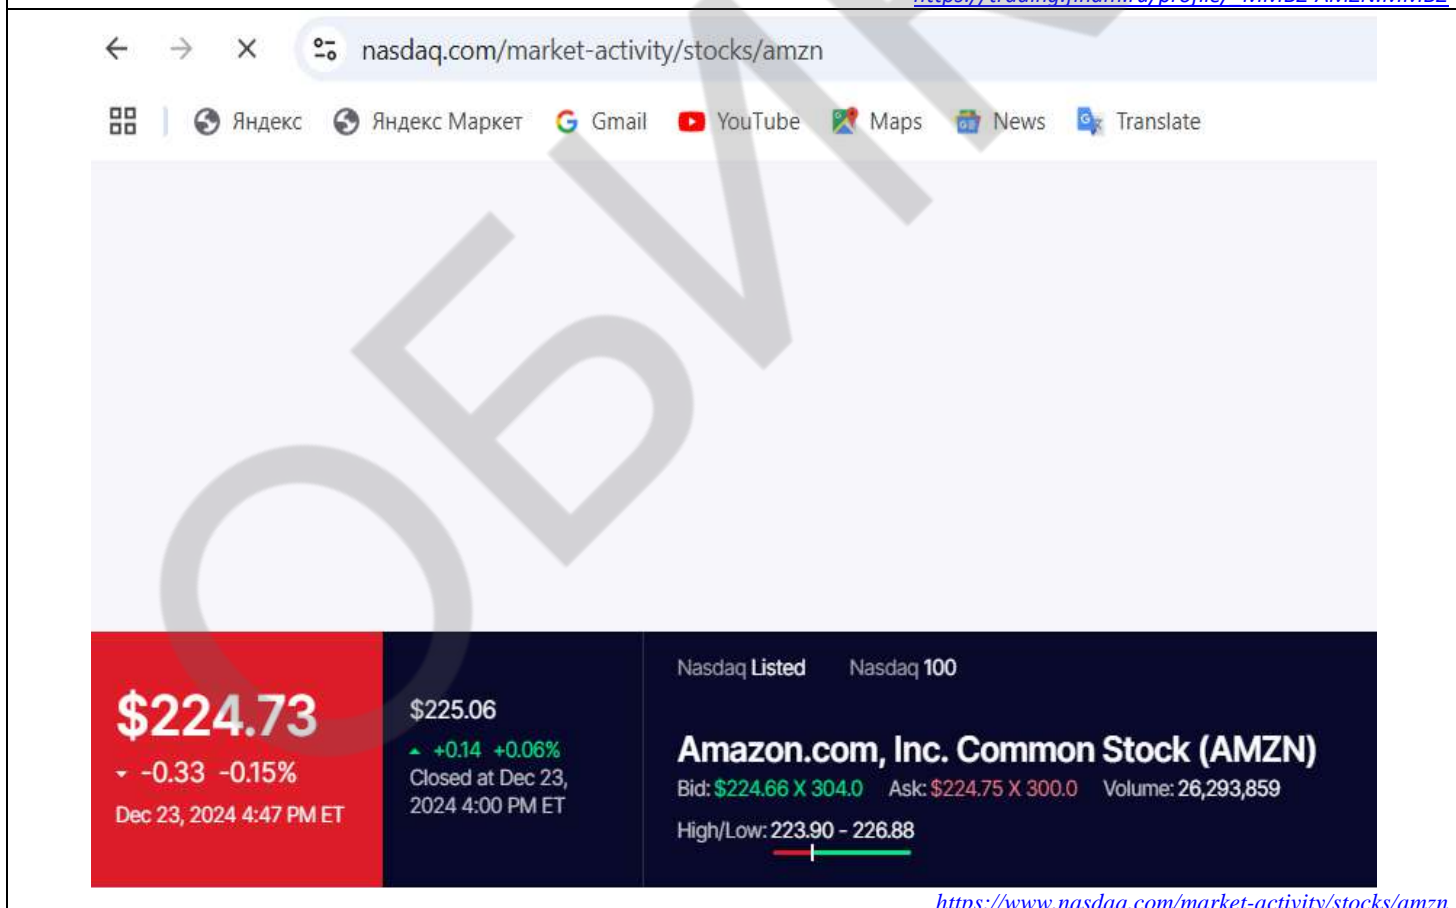 nasdaq.com/market-activity/stocks/amzn
Яндекс Яндекс Маркет Gmail YouTube Maps News Translate
ОБИ
$224.73
-0.33 -0.15%
Dec 23, 2024 4:47 PM ET
$225.06
+0.14 +0.06%
Closed at Dec 23,
2024 4:00 PM ET
Nasdaq Listed Nasdaq 100
Amazon.com, Inc. Common Stock (AMZN)
Bid: $224.66 X 304.0 Ask: $224.75 X 300.0 Volume: 26,293,859
High/Low: 223.90 - 226.88
https://www.nasdaq.com/market-activity/stocks/amzn